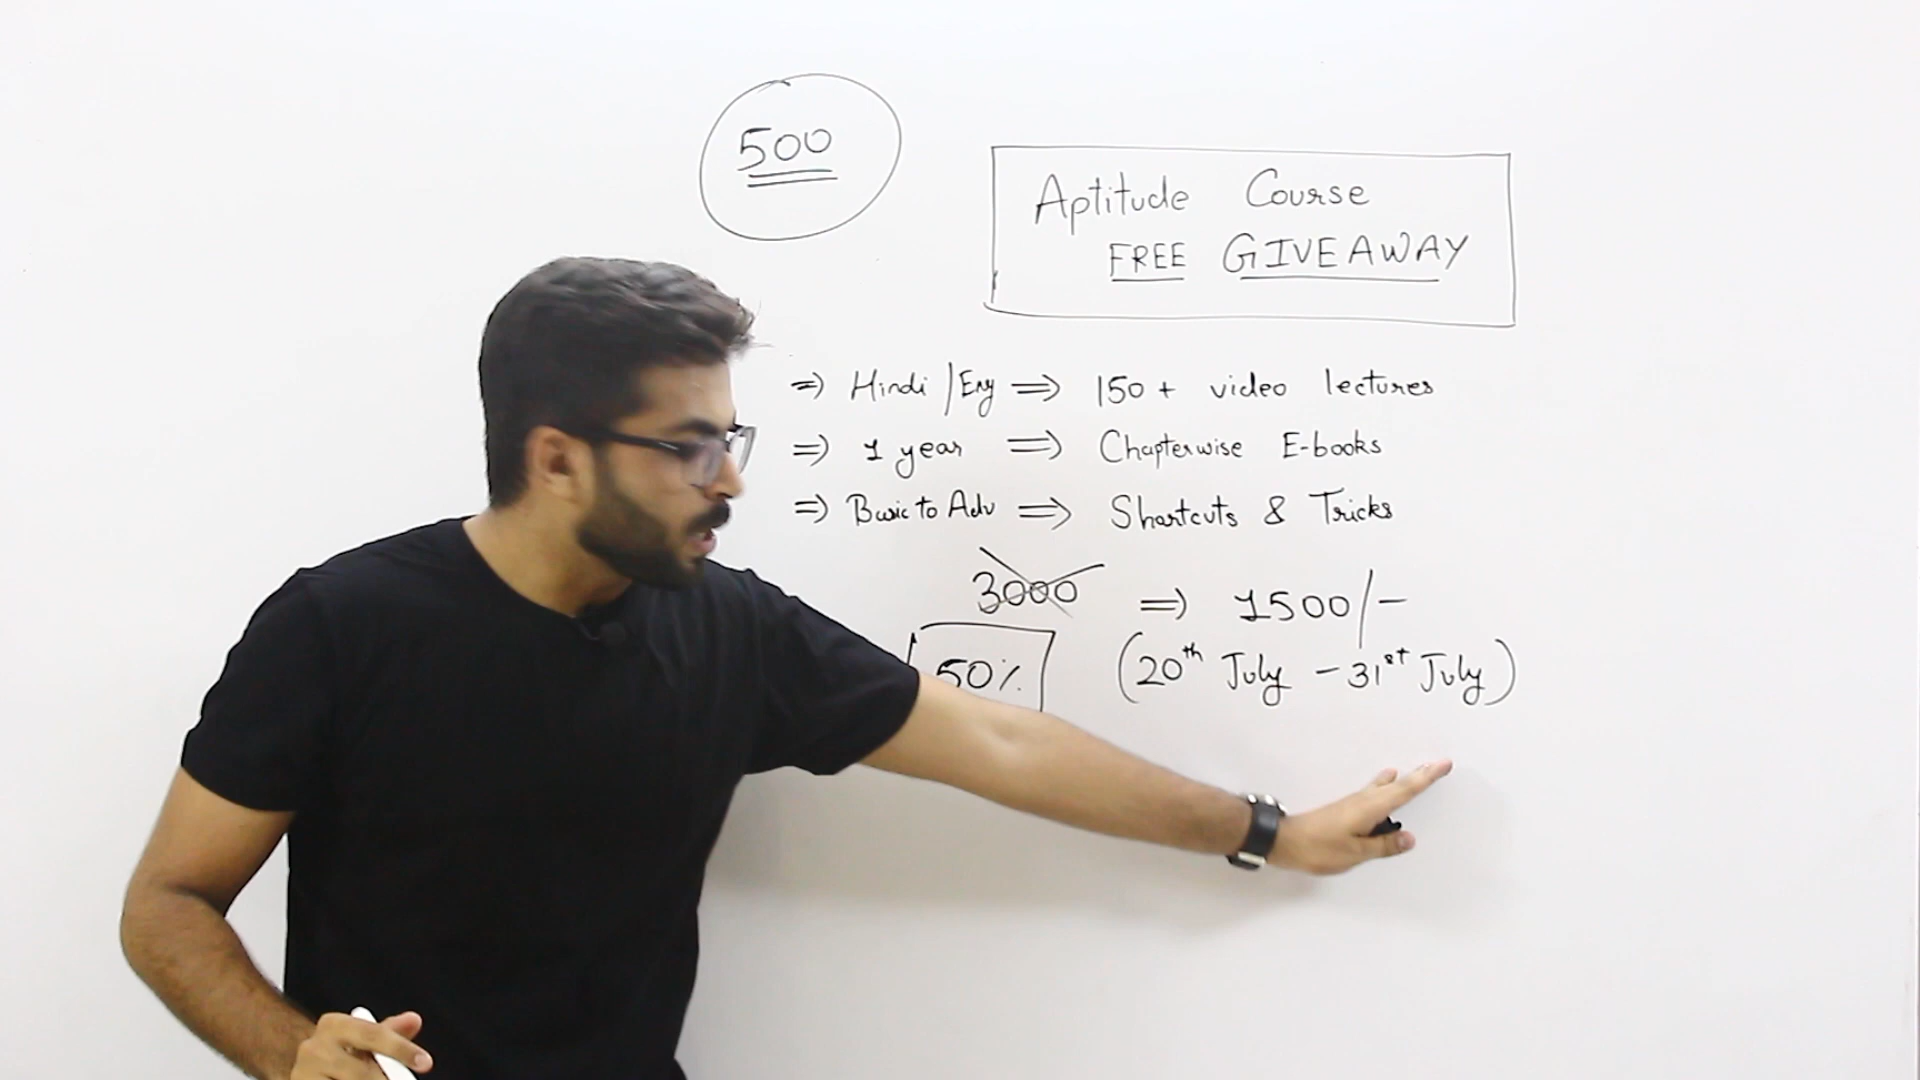 500
Aptitude Course
FREE GIVEAWAY
⇒ Hindi / Eng ⇒ 150+ video lectures
⇒ 1 year ⇒ Chapterwise E-books
⇒ Basic to Adv ⇒ Shortcuts & Tricks
3000 ⇒ 1500/-
50% (20th July - 31st July)